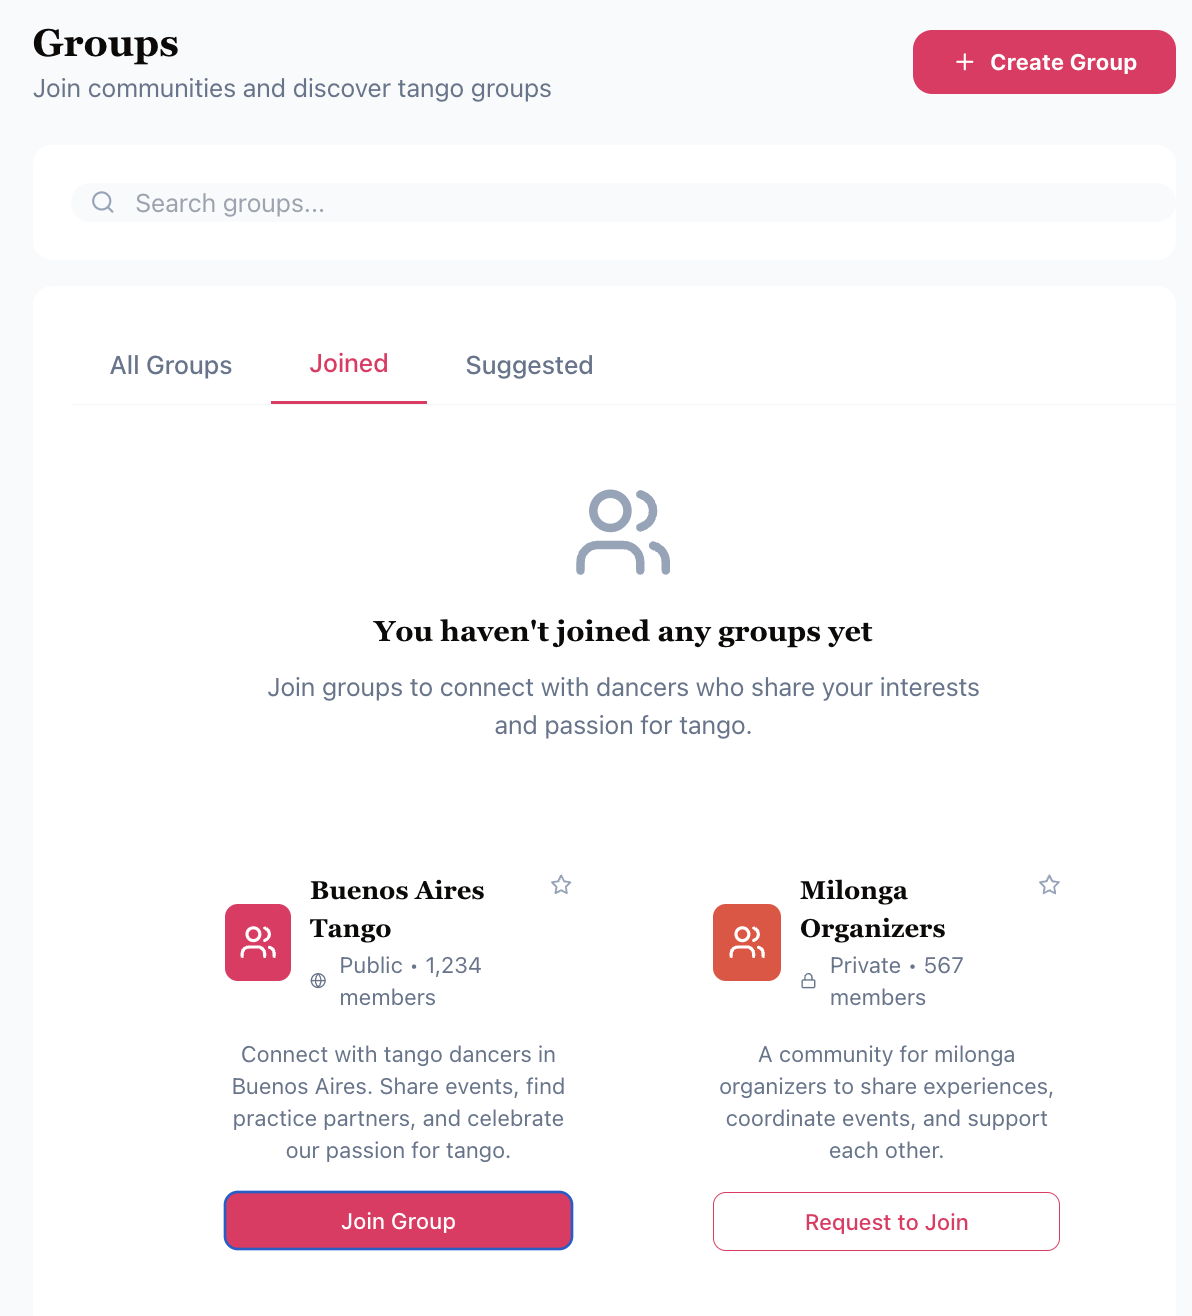 Groups
Join communities and discover tango groups
Create Group
Search groups...
All Groups
Joined
Suggested
You haven't joined any groups yet
Join groups to connect with dancers who share your interests
and passion for tango.
Buenos Aires
Tango
Public • 1,234
members
Connect with tango dancers in
Buenos Aires. Share events, find
practice partners, and celebrate
our passion for tango.
Join Group
Milonga
Organizers
Private • 567
members
A community for milonga
organizers to share experiences,
coordinate events, and support
each other.
Request to Join